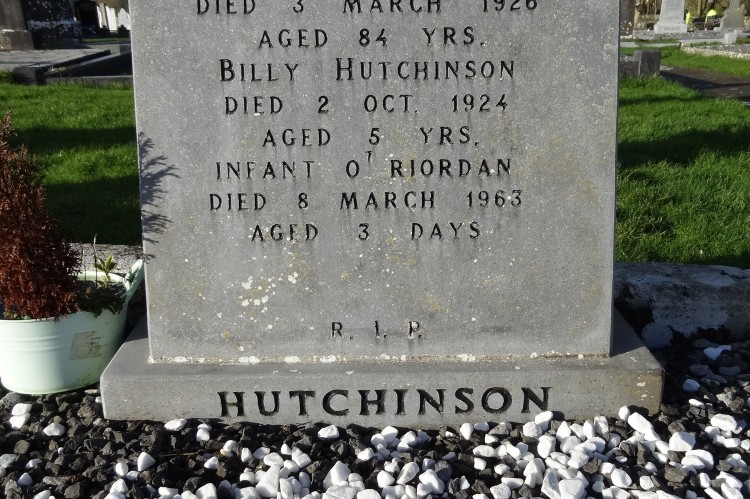 DIED 3 MARCH 1926
AGED 84 YRS.
BILLY HUTCHINSON
DIED 2 OCT. 1924
AGED 5 YRS.
INFANT O'RIORDAN
DIED 8 MARCH 1963
AGED 3 DAYS
R. I. P.
HUTCHINSON